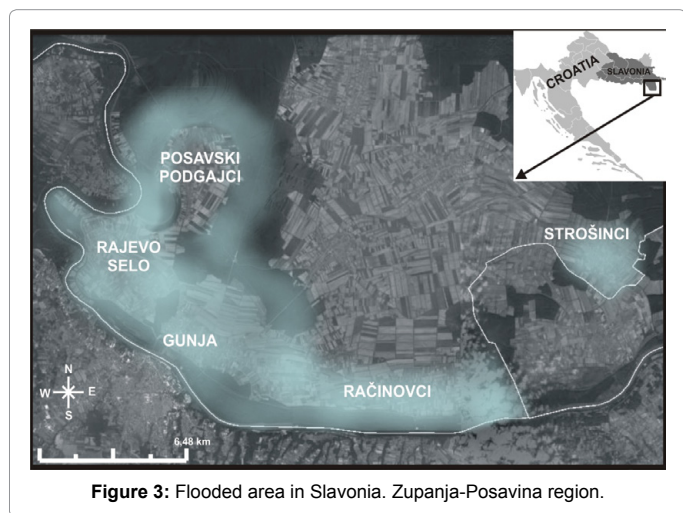 CROATIA
SLAVONIA
POSAVSKI
PODGAJCI
STROŠINCI
RAJEVO
SELO
GUNJA
RAČINOVCI
N
W E
S
6,48 km
Figure 3: Flooded area in Slavonia. Zupanja-Posavina region.